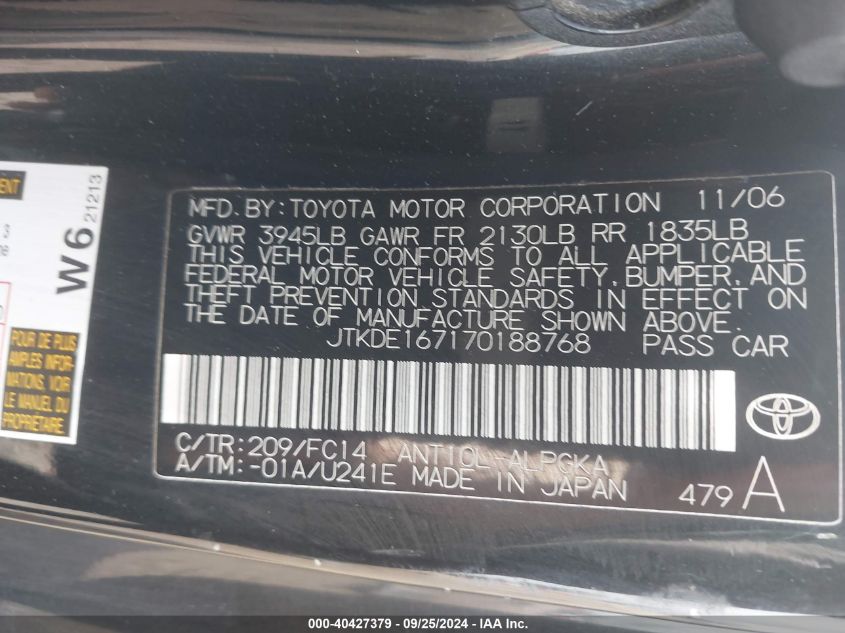 MFD.BY:TOYOTA MOTOR CORPORATION 11/06
GVWR 3945LB GAWR FR 2130LB RR 1835LB
THIS VEHICLE CONFORMS TO ALL APPLICABLE
FEDERAL MOTOR VEHICLE SAFETY,BUMPER,AND
THEFT PREVENTION STANDARDS IN EFFECT ON
THE DATE OF MANUFACTURE SHOWN ABOVE.
JTKDE167170188768 PASS CAR
C/TR:209/FC14 ANT10L-ALPGKA
A/TM:-01A/U241E MADE IN JAPAN
479 A
W6 21213
POUR DE PLUS
AMPLES INFOR-
MATIONS, VOIR
LE MANUEL DU
PROPRIÉTAIRE.
000-40427379 - 09/25/2024 - IAA Inc.